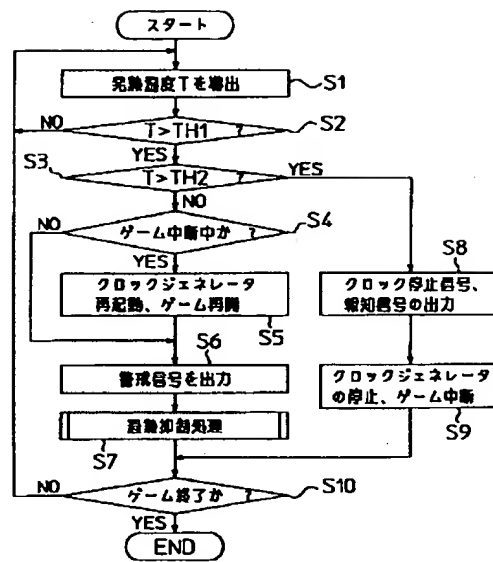 スタート
発熱温度Tを導出
S1
T>TH1 ?
S2
NO
YES
S3
T>TH2 ?
YES
NO
ゲーム中断中か ?
S4
NO
YES
クロックジェネレータ
再起動、ゲーム再開
S5
S6
警戒信号を出力
発熱抑制処理
S7
S8
クロック停止信号、
報知信号の出力
クロックジェネレータ
の停止、ゲーム中断
S9
NO
ゲーム終了か ?
S10
YES
END